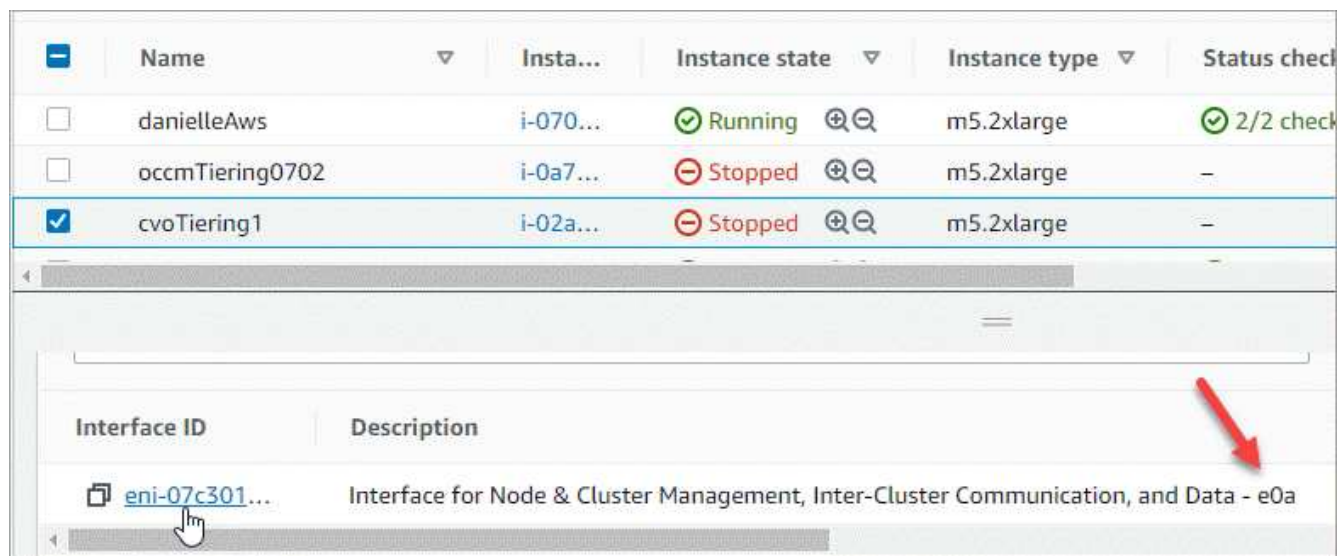 Name Insta... Instance state Instance type Status check
danielleAws i-070... Running m5.2xlarge 2/2 check
occmTiering0702 i-0a7... Stopped m5.2xlarge –
cvoTiering1 i-02a... Stopped m5.2xlarge –
Interface ID Description
eni-07c301... Interface for Node & Cluster Management, Inter-Cluster Communication, and Data - e0a